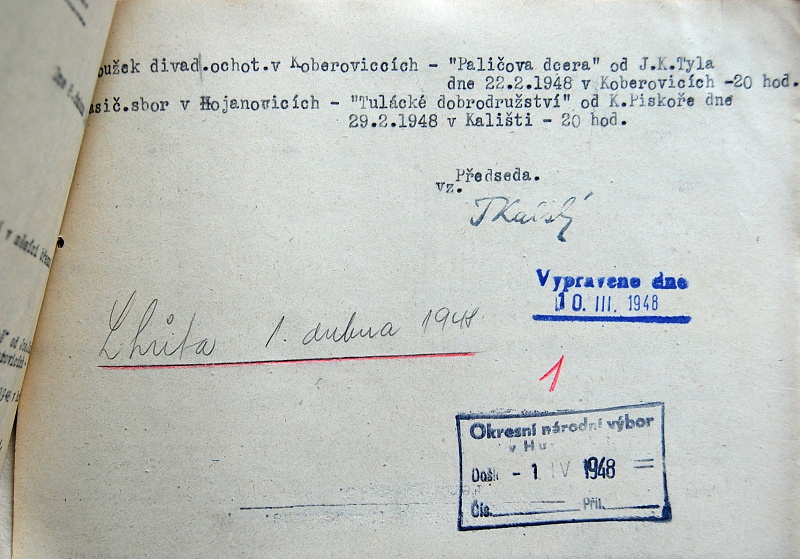 oužek divad.ochot.v Koberoviccích - "Paličova dcera" od J.K.Tyla
dne 22.2.1948 v Koberovicích -20 hod.
asič.sbor v Hojanovicích - "Tulácké dobrodružství" od K.Piskoře dne
29.2.1948 v Kališti - 20 hod.
Předseda.
vz.
Vypraveno dne
10. III. 1948
Lhůta 1. dubna 1948
1
Okresní národní výbor
v Hu
Došlo - 1. IV 1948
Čís. Příl.
v měsíci